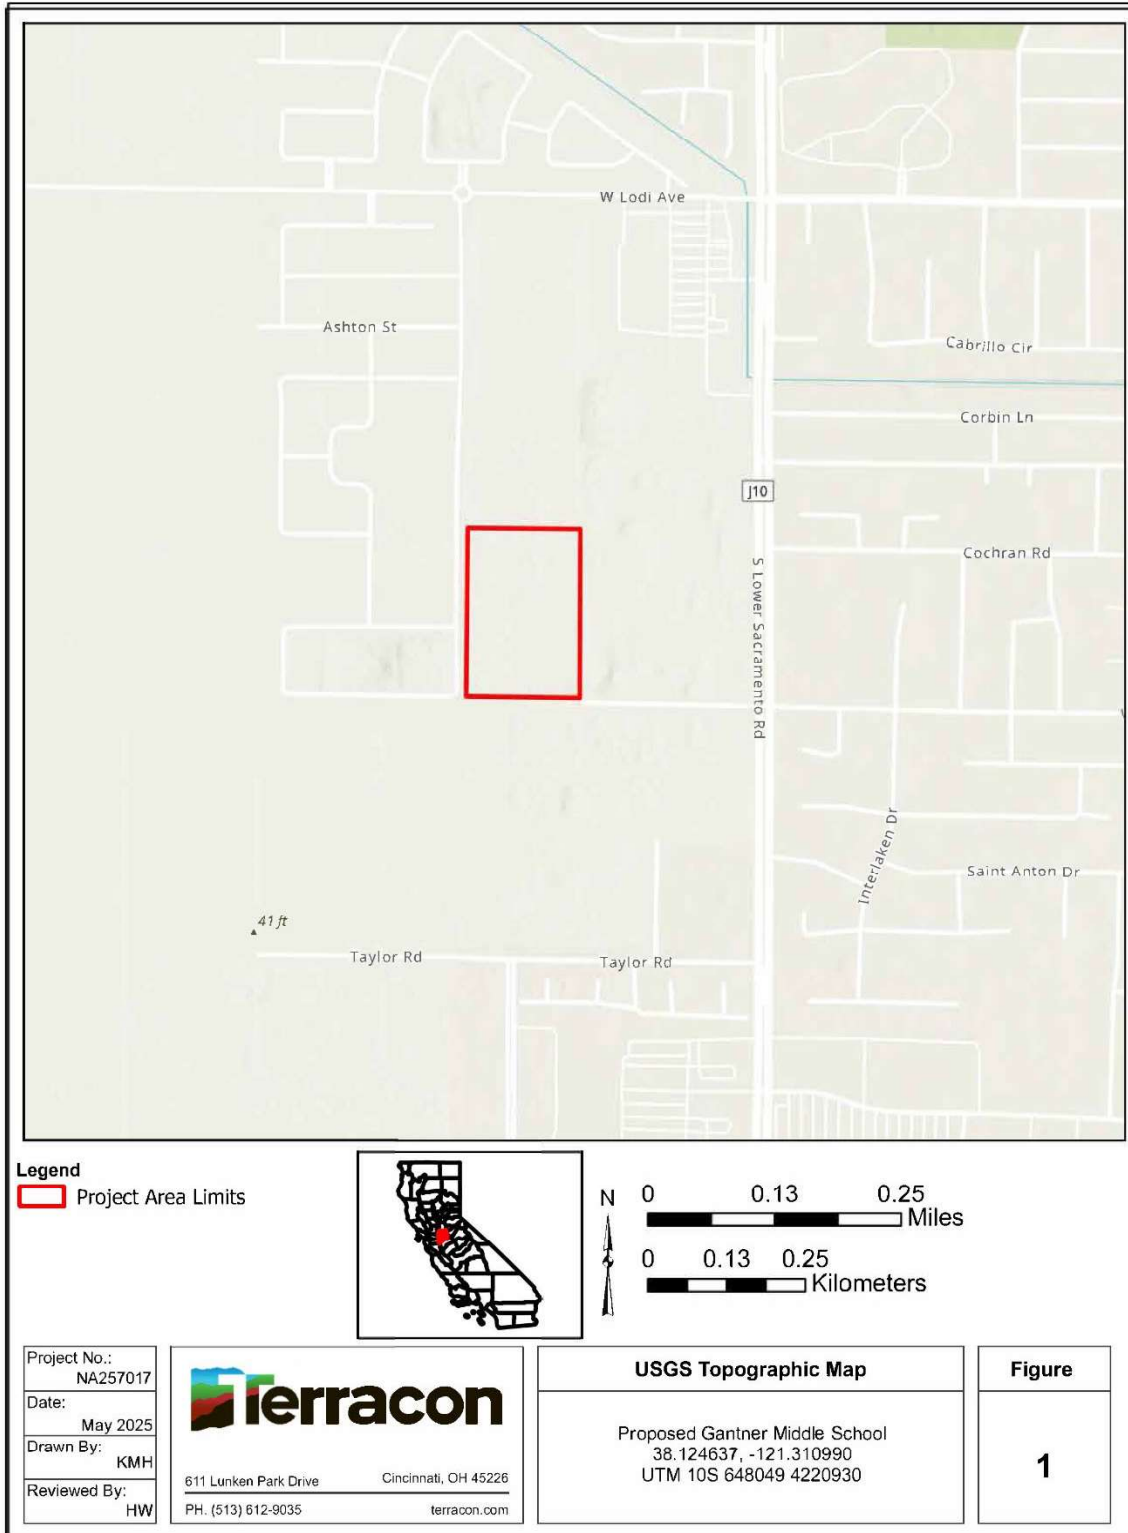 W Lodi Ave
Ashton St
Cabrillo Cir
Corbin Ln
J10
Cochran Rd
S Lower Sacramento Rd
Interlaken Dr
Saint Anton Dr
41 ft
Taylor Rd
Taylor Rd
Legend
Project Area Limits
N
0 0.13 0.25
Miles
0 0.13 0.25
Kilometers
Project No.:
NA257017
Date:
May 2025
Drawn By:
KMH
Reviewed By:
HW
Terracon
611 Lunken Park Drive Cincinnati, OH 45226
PH. (513) 612-9035 terracon.com
USGS Topographic Map
Proposed Gantner Middle School
38.124637, -121.310990
UTM 10S 648049 4220930
Figure
1